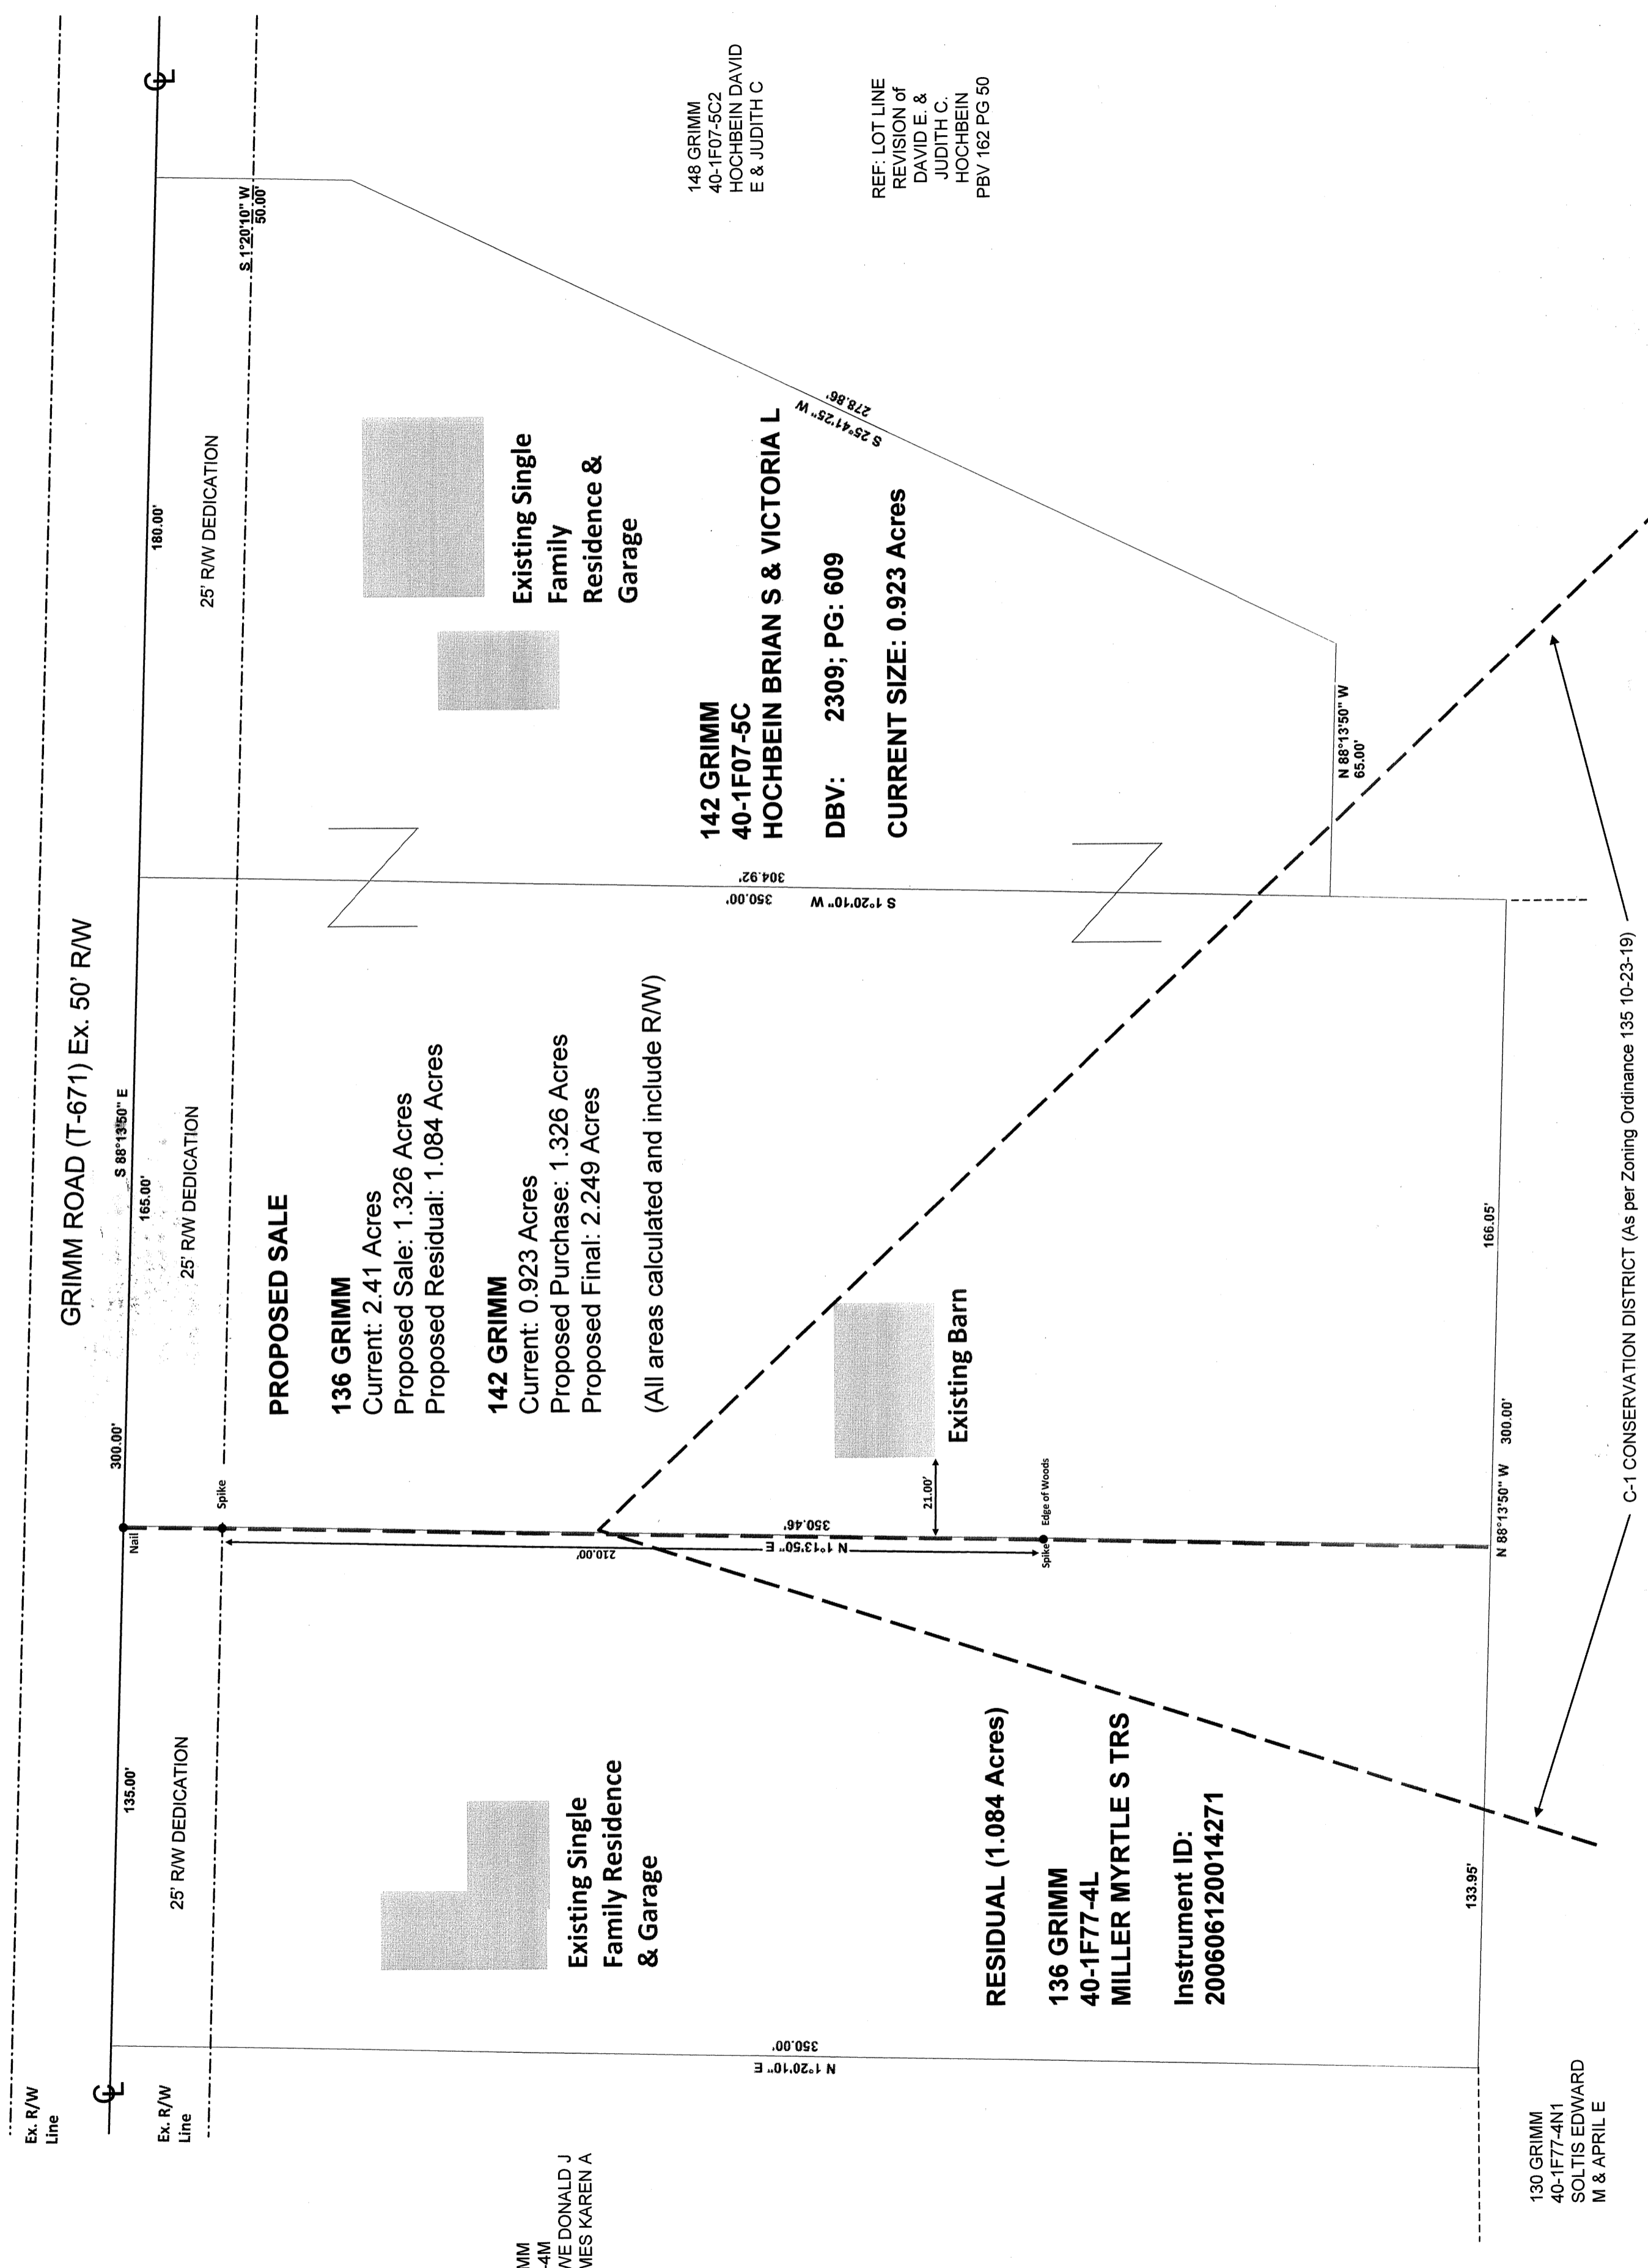 GRIMM ROAD (T-671) Ex. 50' R/W
Ex. R/W
Line
Ex. R/W
Line
℄
℄
300.00'
S 88°13'50" E
135.00'
165.00'
180.00'
Nail
Spike
25' R/W DEDICATION
25' R/W DEDICATION
25' R/W DEDICATION
S 1°20'10" W
50.00'
PROPOSED SALE
136 GRIMM
Current: 2.41 Acres
Proposed Sale: 1.326 Acres
Proposed Residual: 1.084 Acres
142 GRIMM
Current: 0.923 Acres
Proposed Purchase: 1.326 Acres
Proposed Final: 2.249 Acres
(All areas calculated and include R/W)
Existing Single
Family Residence
& Garage
Existing Single
Family
Residence &
Garage
148 GRIMM
40-1F07-5C2
HOCHBEIN DAVID
E & JUDITH C
REF: LOT LINE
REVISION of
DAVID E. &
JUDITH C.
HOCHBEIN
PBV 162 PG 50
142 GRIMM
40-1F07-5C
HOCHBEIN BRIAN S & VICTORIA L
DBV: 2309; PG: 609
CURRENT SIZE: 0.923 Acres
S 25°41'25" W
278.86'
304.92'
350.00'
S 1°20'10" W
N 88°13'50" W
65.00'
210.00'
350.46'
N 1°13'50" E
21.00'
Existing Barn
Spike
Edge of Woods
N 1°20'10" E
350.00'
RESIDUAL (1.084 Acres)
136 GRIMM
40-1F77-4L
MILLER MYRTLE S TRS
Instrument ID:
200606120014271
133.95'
N 88°13'50" W 300.00'
166.05'
MM
-4M
WE DONALD J
MES KAREN A
130 GRIMM
40-1F77-4N1
SOLTIS EDWARD
M & APRIL E
C-1 CONSERVATION DISTRICT (As per Zoning Ordinance 135 10-23-19)